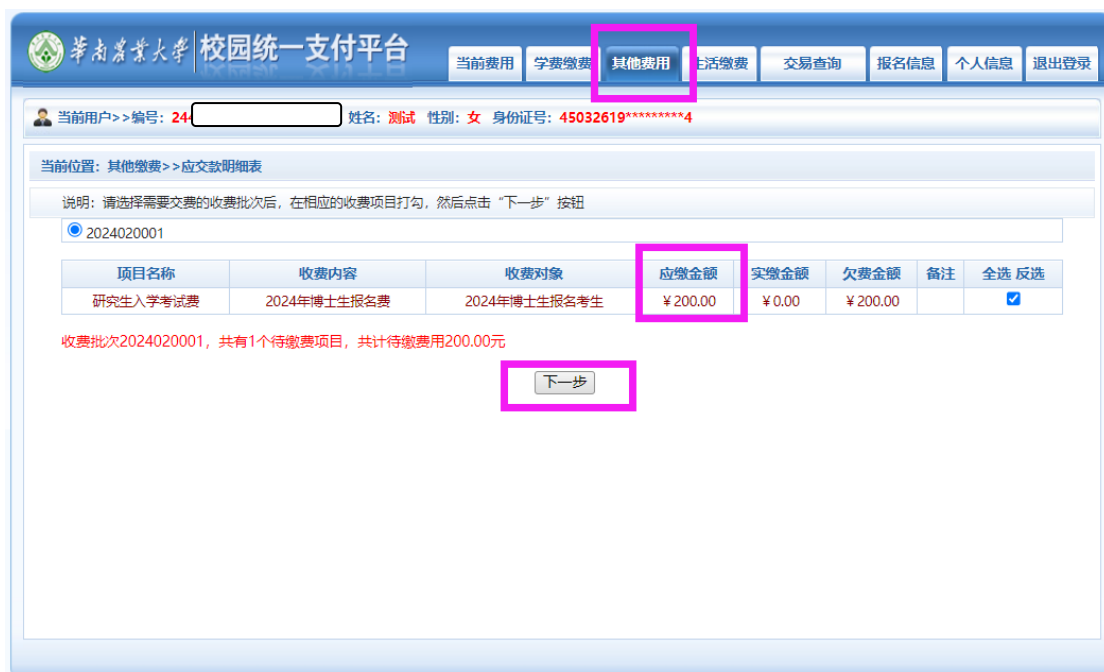 华南农业大学 校园统一支付平台
当前费用 学费缴费 其他费用 生活缴费 交易查询 报名信息 个人信息 退出登录
当前用户>>编号: 244 姓名: 测试 性别: 女 身份证号: 45032619*********4
当前位置: 其他缴费>>应交款明细表
说明: 请选择需要交费的收费批次后, 在相应的收费项目打勾, 然后点击“下一步”按钮
2024020001
项目名称 收费内容 收费对象 应缴金额 实缴金额 欠费金额 备注 全选 反选
研究生入学考试费 2024年博士生报名费 2024年博士生报名考生 ¥200.00 ¥0.00 ¥200.00
收费批次2024020001, 共有1个待缴费项目, 共计待缴费用200.00元
下一步